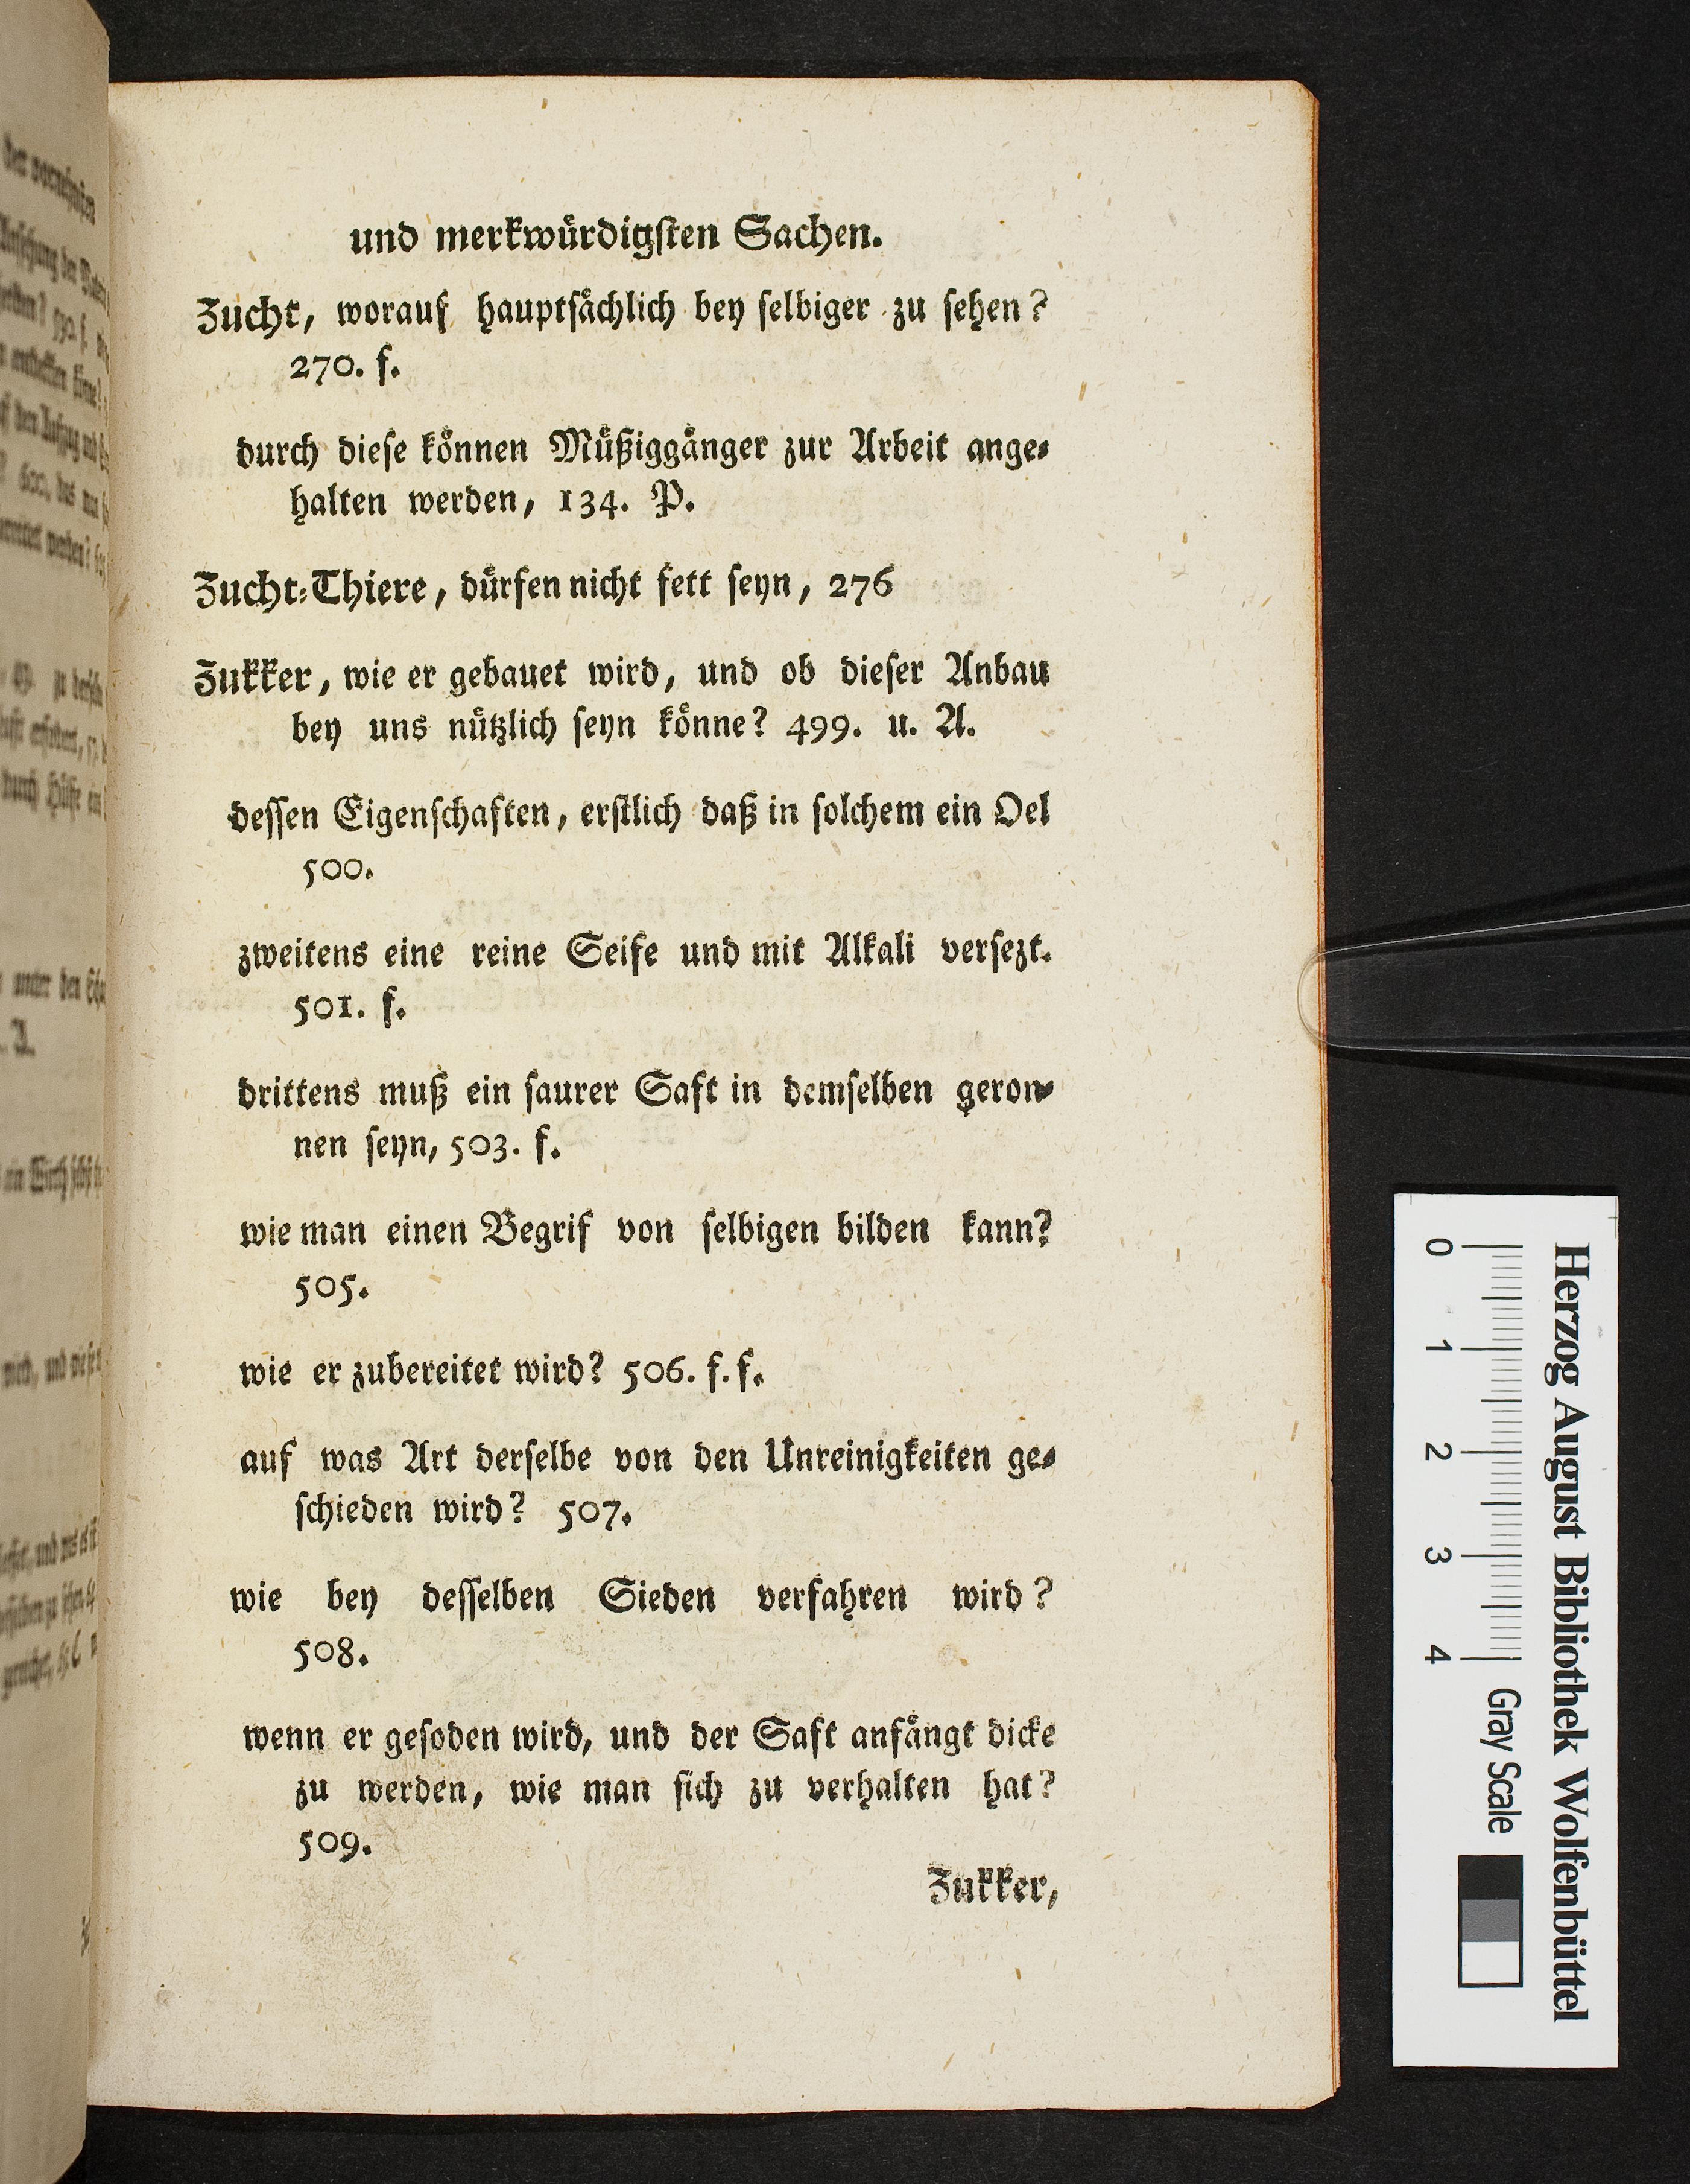 und merkwürdigſten Sachen.
Zucht, worauf hauptſächlich bey ſelbiger zu ſehen?
270. f.
durch dieſe können Müßiggänger zur Arbeit ange⸗
halten werden, 134. P.
Zucht⸗Thiere, dürfen nicht fett ſeyn, 276
Zukker, wie er gebauet wird, und ob dieſer Anbau
bey uns nützlich ſeyn könne? 499. u. A.
deſſen Eigenſchaften, erſtlich daß in ſolchem ein Oel
500.
zweitens eine reine Seife und mit Alkali verſezt.
501. f.
drittens muß ein ſaurer Saft in demſelben geron⸗
nen ſeyn, 503. f.
wie man einen Begrif von ſelbigen bilden kann?
505.
wie er zubereitet wird? 506. f. f.
auf was Art derſelbe von den Unreinigkeiten ge⸗
ſchieden wird? 507.
wie bey deſſelben Sieden verfahren wird?
508.
wenn er geſoden wird, und der Saft anfängt dicke
zu werden, wie man ſich zu verhalten hat?
509.
Zukker,
Herzog August Bibliothek Wolfenbüttel
0 1 2 3 4 Gray Scale